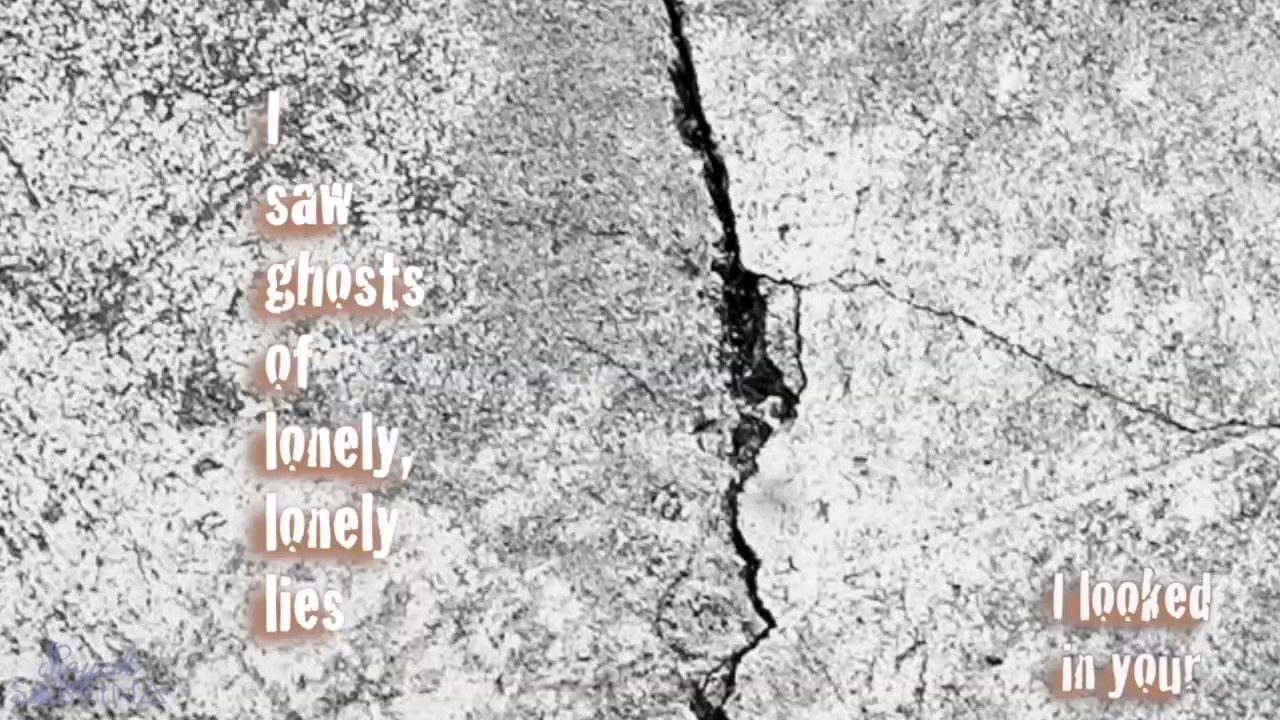 I
saw
ghosts
of
lonely,
lonely
lies
I looked
in your